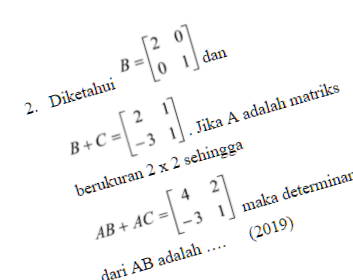 2. Diketahui B = [2 0
0 1] dan
B + C = [2 1
−3 1]. Jika A adalah matriks
berukuran 2 x 2 sehingga
AB + AC = [4 2
−3 1] maka determinan
dari AB adalah .... (2019)